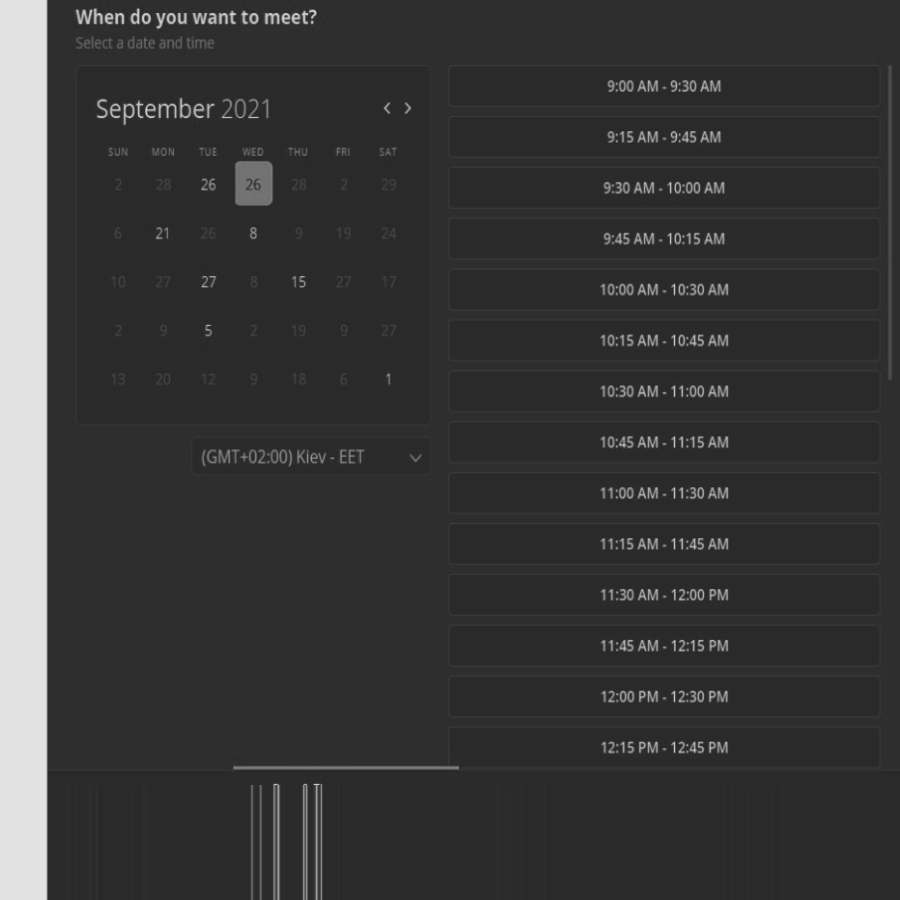 When do you want to meet?
Select a date and time
September 2021
SUN MON TUE WED THU FRI SAT
2 28 26 26 28 2 29
6 21 26 8 9 19 24
10 27 27 8 15 27 17
2 9 5 2 19 9 27
13 20 12 9 18 6 1
(GMT+02:00) Kiev - EET
9:00 AM - 9:30 AM
9:15 AM - 9:45 AM
9:30 AM - 10:00 AM
9:45 AM - 10:15 AM
10:00 AM - 10:30 AM
10:15 AM - 10:45 AM
10:30 AM - 11:00 AM
10:45 AM - 11:15 AM
11:00 AM - 11:30 AM
11:15 AM - 11:45 AM
11:30 AM - 12:00 PM
11:45 AM - 12:15 PM
12:00 PM - 12:30 PM
12:15 PM - 12:45 PM